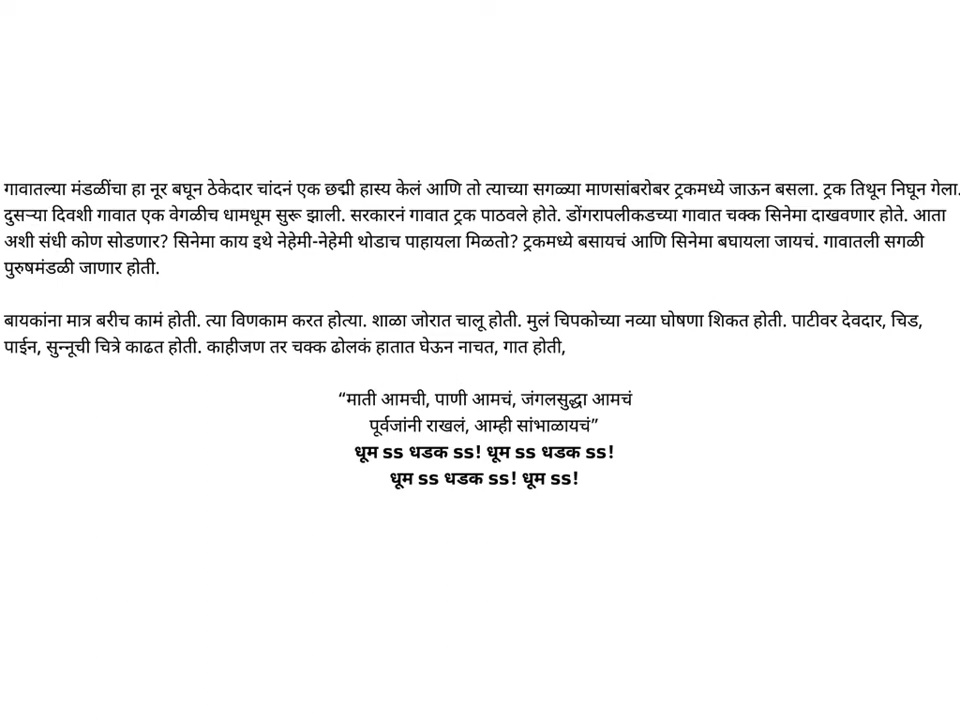 गावातल्या मंडळींचा हा नूर बघून ठेकेदार चांदनं एक छद्मी हास्य केलं आणि तो त्याच्या सगळ्या माणसांबरोबर ट्रकमध्ये जाऊन बसला. ट्रक तिथून निघून गेला.
दुसऱ्या दिवशी गावात एक वेगळीच धामधूम सुरू झाली. सरकारनं गावात ट्रक पाठवले होते. डोंगरापलीकडच्या गावात चक्क सिनेमा दाखवणार होते. आता
अशी संधी कोण सोडणार? सिनेमा काय इथे नेहेमी-नेहेमी थोडाच पाहायला मिळतो? ट्रकमध्ये बसायचं आणि सिनेमा बघायला जायचं. गावातली सगळी
पुरुषमंडळी जाणार होती.
बायकांना मात्र बरीच कामं होती. त्या विणकाम करत होत्या. शाळा जोरात चालू होती. मुलं चिपकोच्या नव्या घोषणा शिकत होती. पाटीवर देवदार, चिड,
पाईन, सुन्नूची चित्रे काढत होती. काहीजण तर चक्क ढोलकं हातात घेऊन नाचत, गात होती,
“माती आमची, पाणी आमचं, जंगलसुद्धा आमचं
पूर्वजांनी राखलं, आम्ही सांभाळायचं”
धूम ss धडक ss! धूम ss धडक ss!
धूम ss धडक ss! धूम ss!